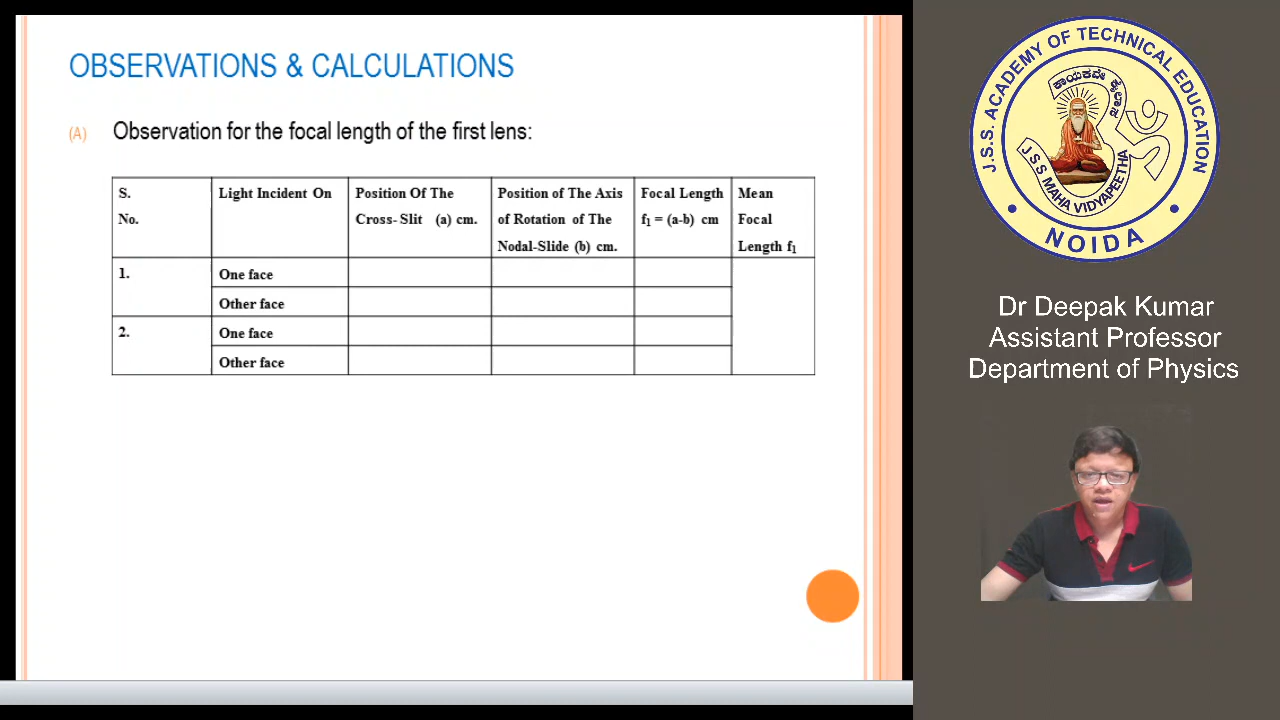 OBSERVATIONS & CALCULATIONS
(A) Observation for the focal length of the first lens:
S. No. Light Incident On Position Of The Cross- Slit (a) cm. Position of The Axis of Rotation of The Nodal-Slide (b) cm. Focal Length f₁ = (a-b) cm Mean Focal Length f₁
1. One face
Other face
2. One face
Other face
J.S.S. ACADEMY OF TECHNICAL EDUCATION
JSS MAHA VIDYAPEETHA
NOIDA
Dr Deepak Kumar
Assistant Professor
Department of Physics